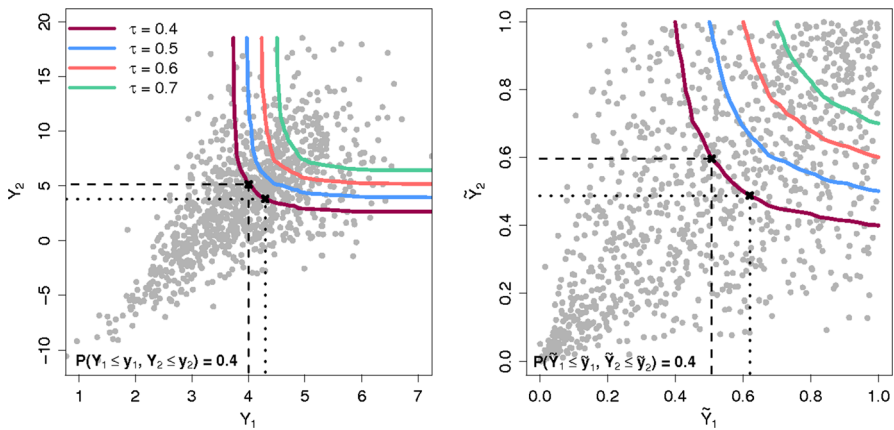 20
15
10
5
0
−5
−10
Y₂
τ = 0.4
τ = 0.5
τ = 0.6
τ = 0.7
P(Y₁ ≤ y₁, Y₂ ≤ y₂) = 0.4
1 2 3 4 5 6 7
Y₁
1.0
0.8
0.6
0.4
0.2
0.0
Ỹ₂
P(Ỹ₁ ≤ ỹ₁, Ỹ₂ ≤ ỹ₂) = 0.4
0.0 0.2 0.4 0.6 0.8 1.0
Ỹ₁